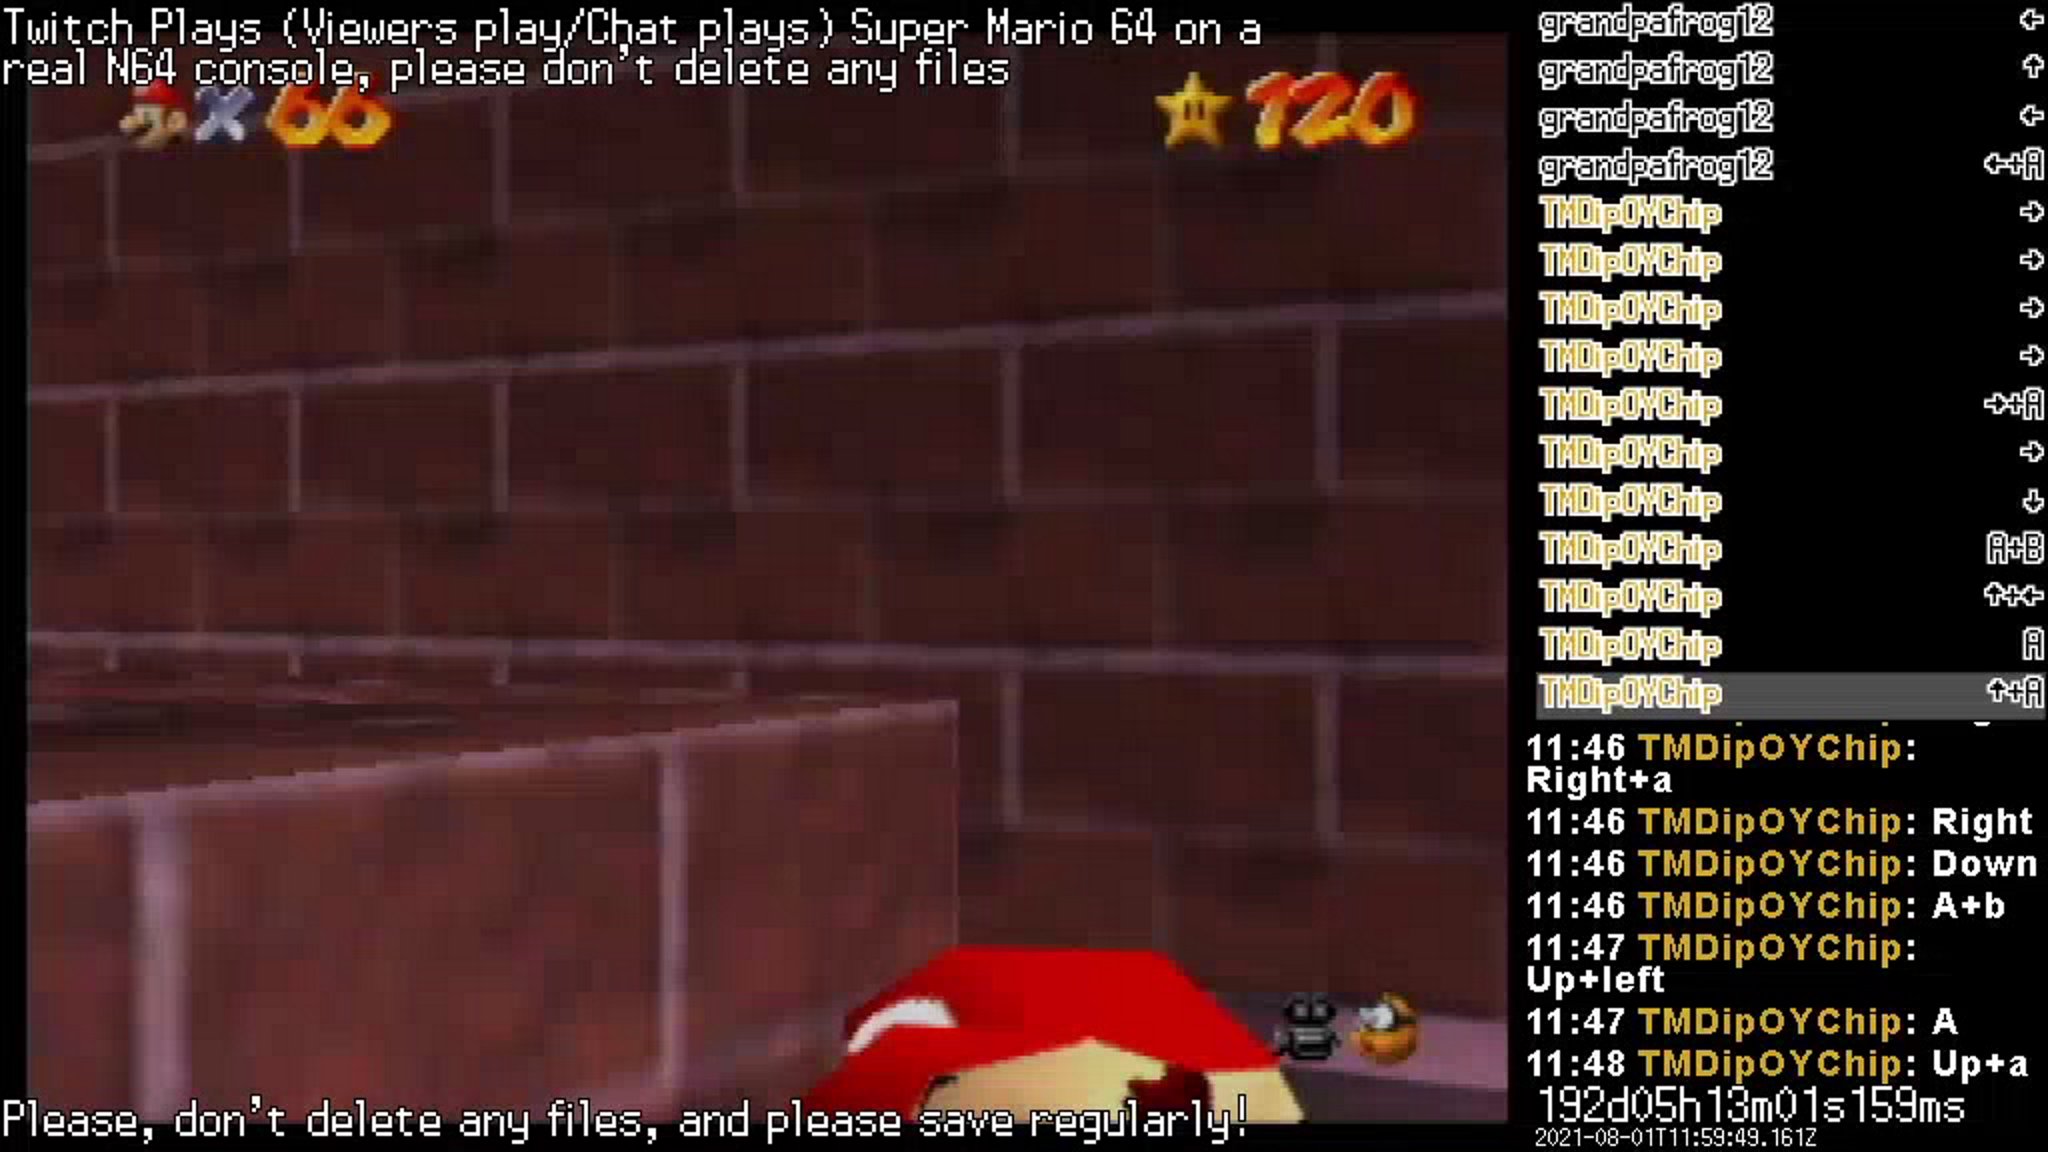 Twitch Plays (Viewers play/Chat plays) Super Mario 64 on a
real N64 console, please don't delete any files
66
120
grandpafrog12 ←
grandpafrog12 ↑
grandpafrog12 ←
grandpafrog12 ←+A
TMDipOYChip →
TMDipOYChip →
TMDipOYChip →
TMDipOYChip →
TMDipOYChip →+A
TMDipOYChip →
TMDipOYChip ↓
TMDipOYChip A+B
TMDipOYChip ↑+←
TMDipOYChip A
TMDipOYChip ↑+A
11:46 TMDipOYChip:
Right+a
11:46 TMDipOYChip: Right
11:46 TMDipOYChip: Down
11:46 TMDipOYChip: A+b
11:47 TMDipOYChip:
Up+left
11:47 TMDipOYChip: A
11:48 TMDipOYChip: Up+a
192d05h13m01s159ms
2021-08-01T11:59:49.161Z
Please, don't delete any files, and please save regularly!